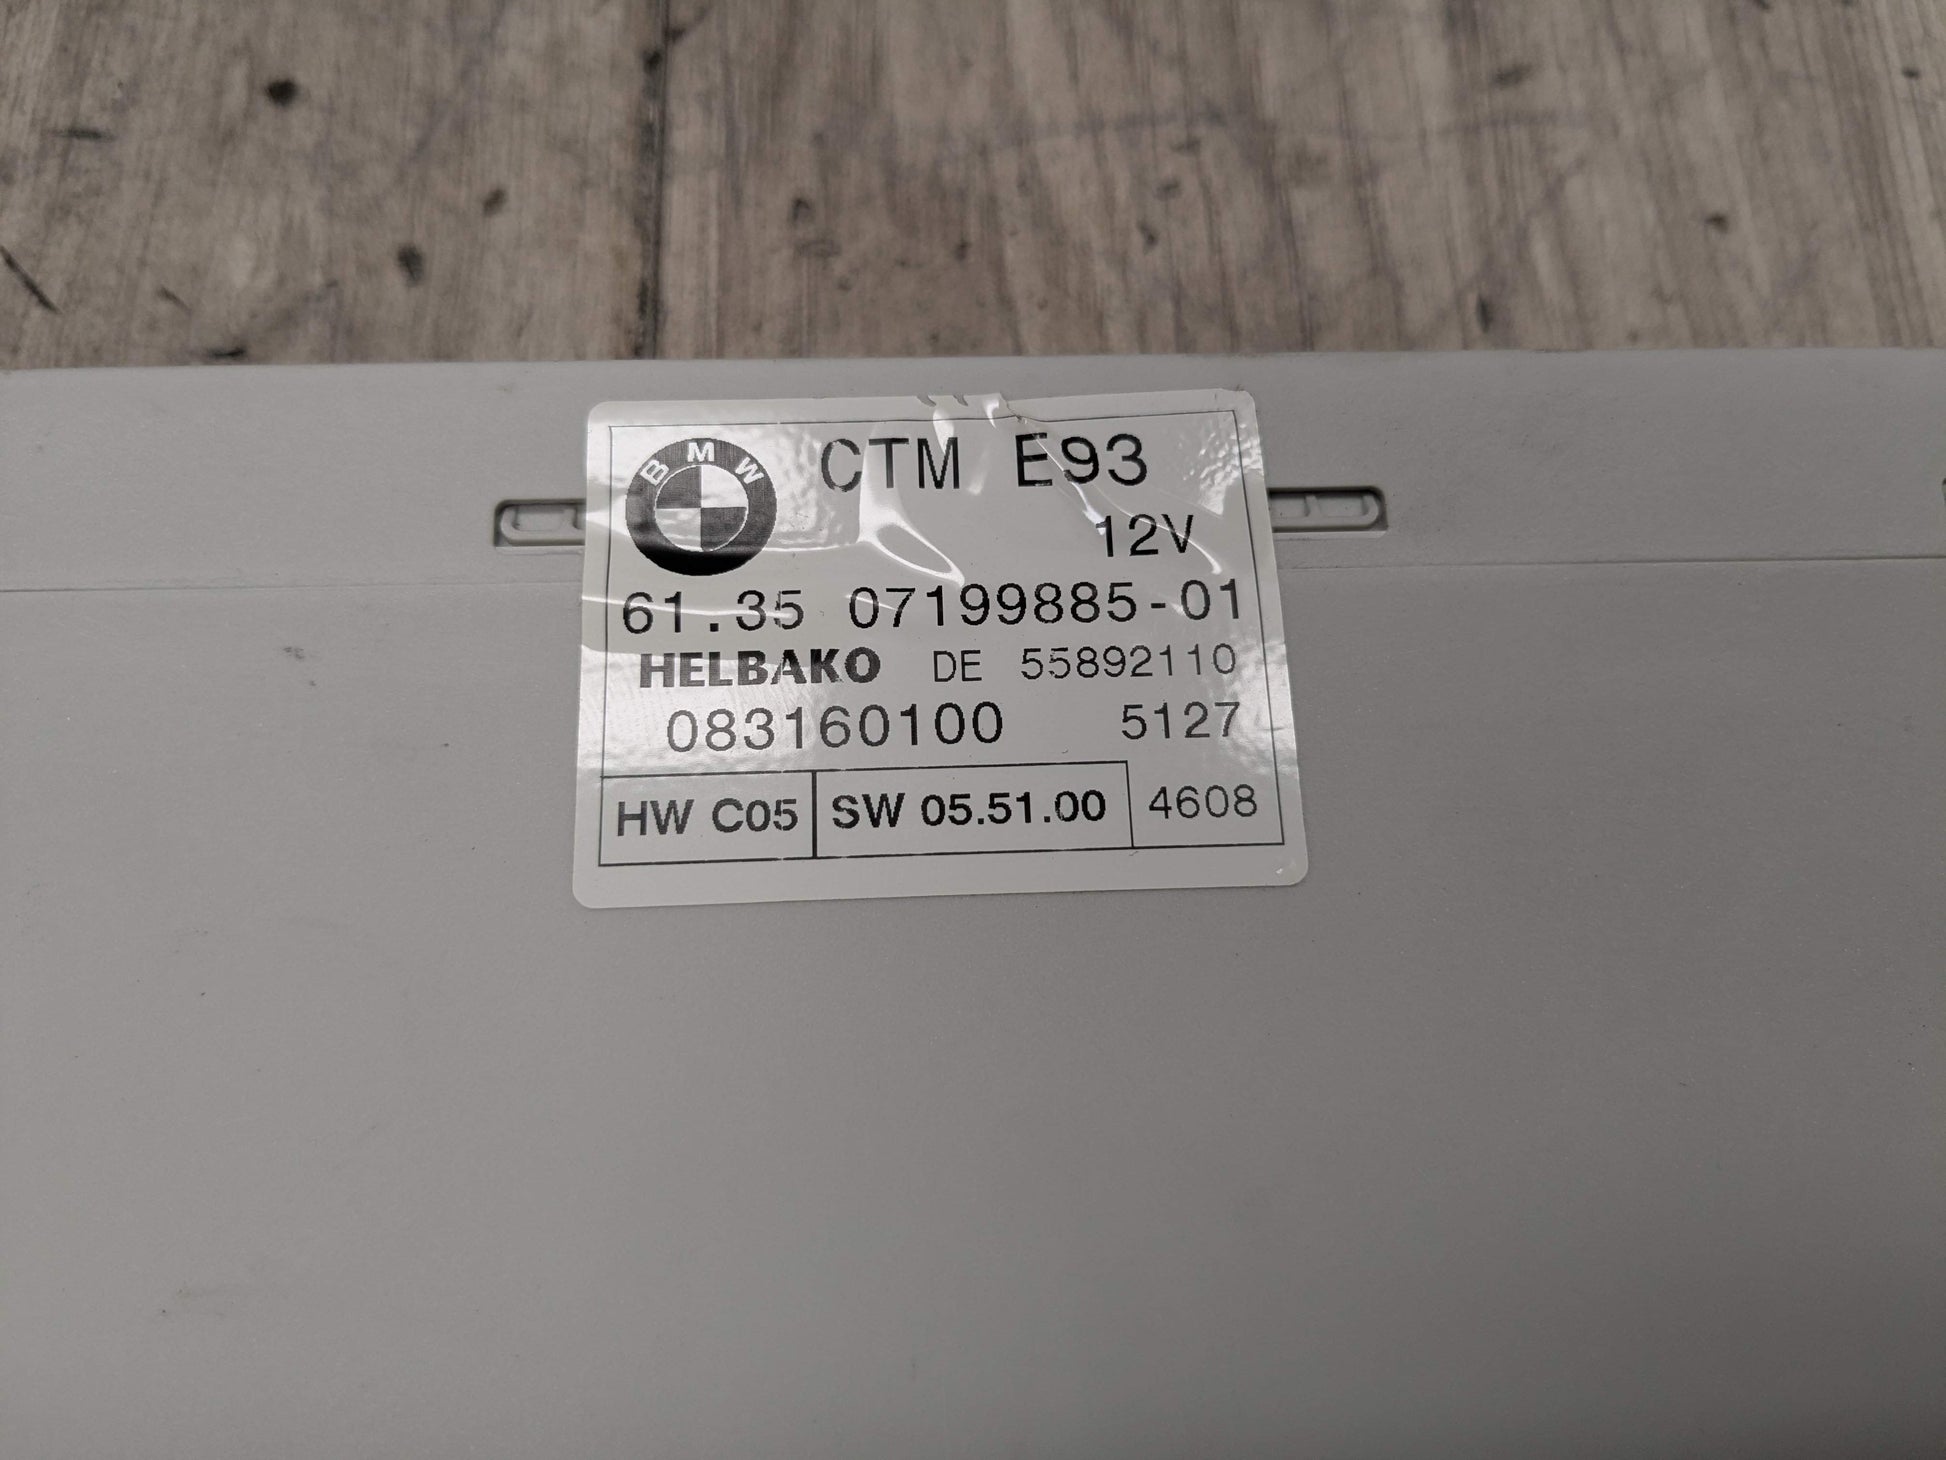 BMW CTM E93
12V
61.35 07199885-01
HELBAKO DE 55892110
083160100 5127
HW C05 SW 05.51.00 4608